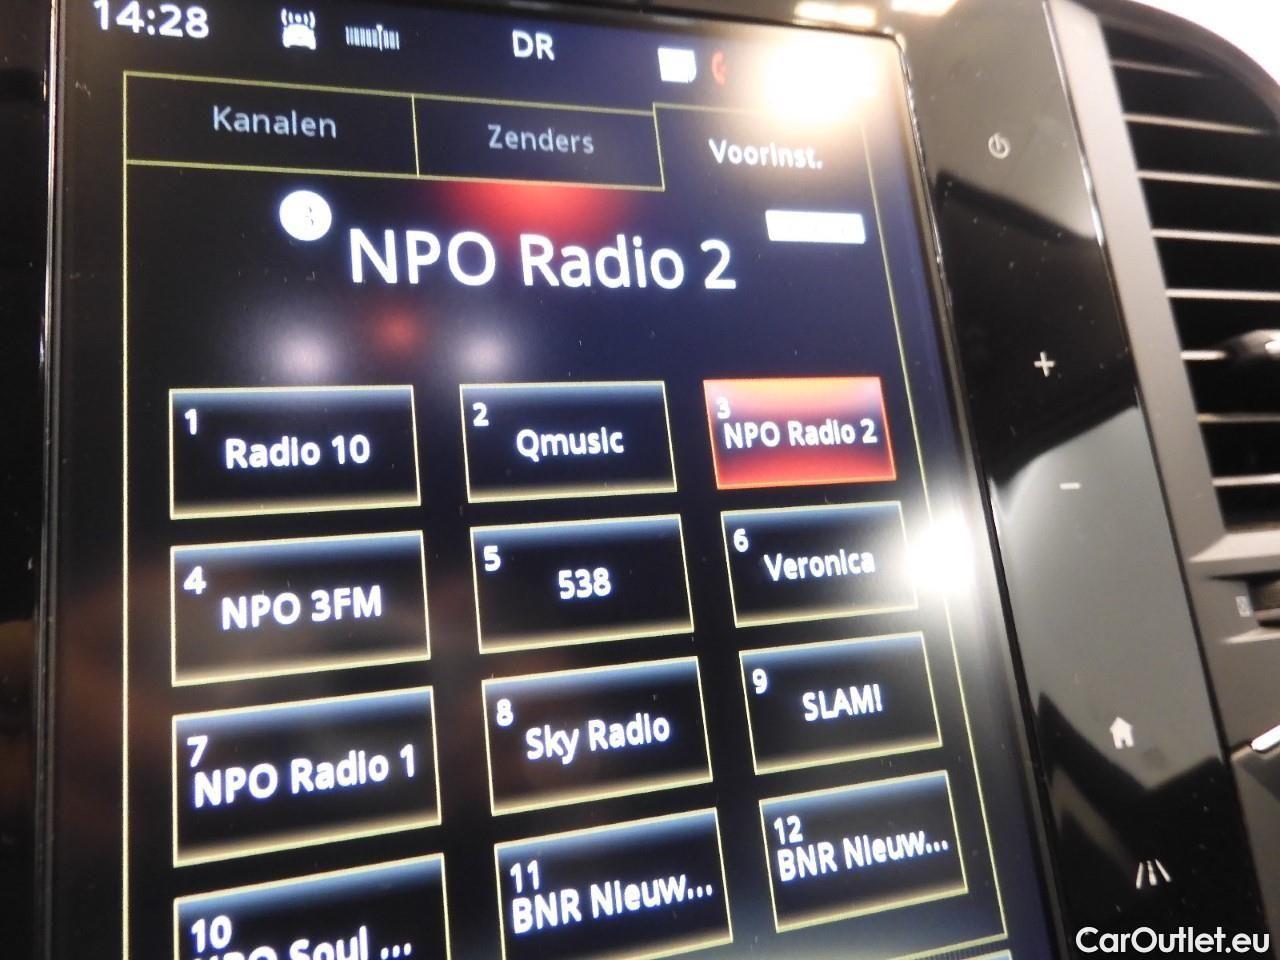 14:28
DR
Kanalen
Zenders
Voorinst.
NPO Radio 2
1
Radio 10
2
Qmusic
3
NPO Radio 2
4
NPO 3FM
5
538
6
Veronica
7
NPO Radio 1
8
Sky Radio
9
SLAM!
10
NPO Soul ...
11
BNR Nieuw...
12
BNR Nieuw...
+
−
CarOutlet.eu